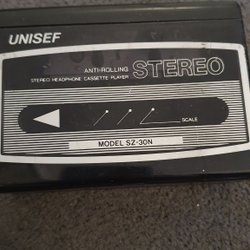 UNISEF
ANTI-ROLLING STEREO
STEREO HEADPHONE CASSETTE PLAYER
SCALE
MODEL SZ-30N